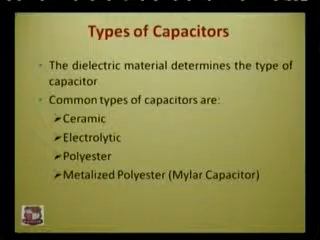 Types of Capacitors
• The dielectric material determines the type of
capacitor
• Common types of capacitors are:
➢Ceramic
➢Electrolytic
➢Polyester
➢Metalized Polyester (Mylar Capacitor)